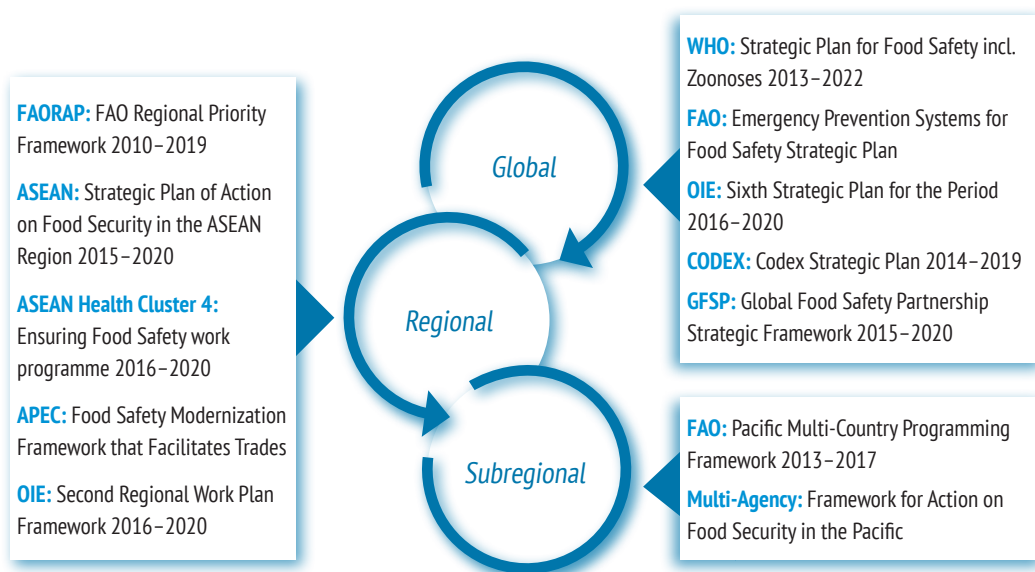 FAORAP: FAO Regional Priority
Framework 2010–2019
ASEAN: Strategic Plan of Action
on Food Security in the ASEAN
Region 2015–2020
ASEAN Health Cluster 4:
Ensuring Food Safety work
programme 2016–2020
APEC: Food Safety Modernization
Framework that Facilitates Trades
OIE: Second Regional Work Plan
Framework 2016–2020
Global
Regional
Subregional
WHO: Strategic Plan for Food Safety incl.
Zoonoses 2013–2022
FAO: Emergency Prevention Systems for
Food Safety Strategic Plan
OIE: Sixth Strategic Plan for the Period
2016–2020
CODEX: Codex Strategic Plan 2014–2019
GFSP: Global Food Safety Partnership
Strategic Framework 2015–2020
FAO: Pacific Multi-Country Programming
Framework 2013–2017
Multi-Agency: Framework for Action on
Food Security in the Pacific